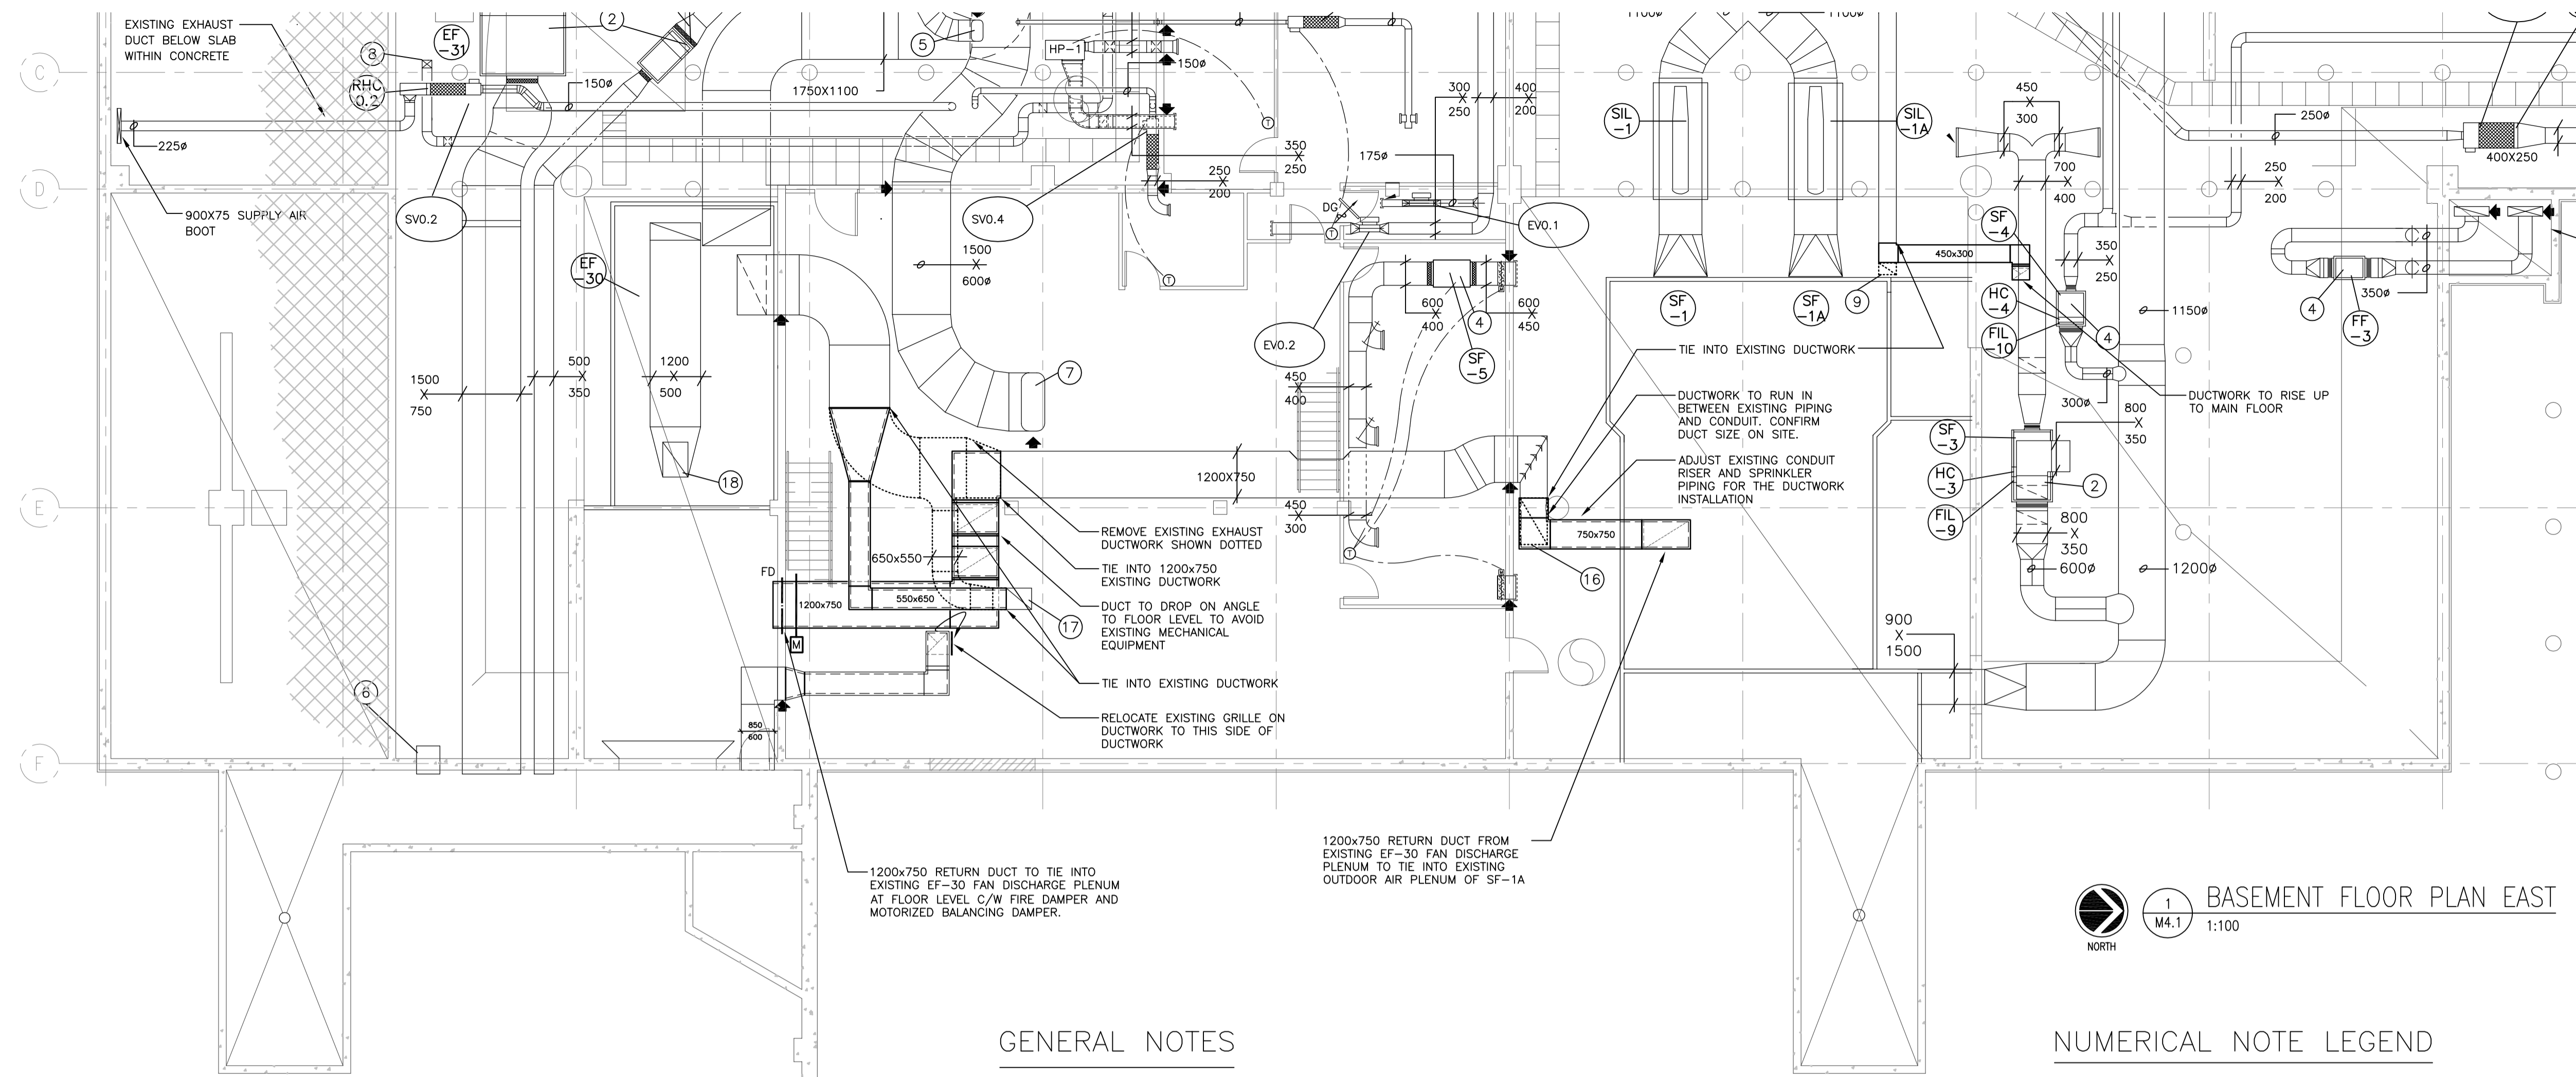 EXISTING EXHAUST
DUCT BELOW SLAB
WITHIN CONCRETE
C
D
E
F
8
RHC
0.2
EF
-31
2
225ø
900X75 SUPPLY AIR
BOOT
150ø
SV0.2
1750X1100
5
HP-1
150ø
SV0.4
T
350
X
250
250
X
200
300
X
250
400
X
200
175ø
DG
T
EV0.1
EV0.2
T
EF
-30
1500
X
600ø
1500
X
750
500
X
350
1200
X
500
7
18
6
600
X
400
4
600
X
450
SF
-5
450
X
400
1200X750
450
X
300
T
REMOVE EXISTING EXHAUST
DUCTWORK SHOWN DOTTED
TIE INTO 1200x750
EXISTING DUCTWORK
DUCT TO DROP ON ANGLE
TO FLOOR LEVEL TO AVOID
EXISTING MECHANICAL
EQUIPMENT
TIE INTO EXISTING DUCTWORK
RELOCATE EXISTING GRILLE ON
DUCTWORK TO THIS SIDE OF
DUCTWORK
650x550
FD
1200x750
550x650
17
M
850
600
1200x750 RETURN DUCT TO TIE INTO
EXISTING EF-30 FAN DISCHARGE PLENUM
AT FLOOR LEVEL C/W FIRE DAMPER AND
MOTORIZED BALANCING DAMPER.
1100ø
1100ø
SIL
-1
SIL
-1A
SF
-1
SF
-1A
9
450x300
TIE INTO EXISTING DUCTWORK
DUCTWORK TO RUN IN
BETWEEN EXISTING PIPING
AND CONDUIT. CONFIRM
DUCT SIZE ON SITE.
ADJUST EXISTING CONDUIT
RISER AND SPRINKLER
PIPING FOR THE DUCTWORK
INSTALLATION
750x750
16
1200x750 RETURN DUCT FROM
EXISTING EF-30 FAN DISCHARGE
PLENUM TO TIE INTO EXISTING
OUTDOOR AIR PLENUM OF SF-1A
450
X
300
700
X
400
SF
-4
HC
-4
FIL
-10
350
X
250
4
300ø
250ø
250
X
200
400X250
1150ø
350ø
4
FF
-3
DUCTWORK TO RISE UP
TO MAIN FLOOR
800
X
350
SF
-3
HC
-3
FIL
-9
2
800
X
350
600ø
1200ø
900
X
1500
NORTH
1
M4.1
BASEMENT FLOOR PLAN EAST
1:100
GENERAL NOTES
NUMERICAL NOTE LEGEND